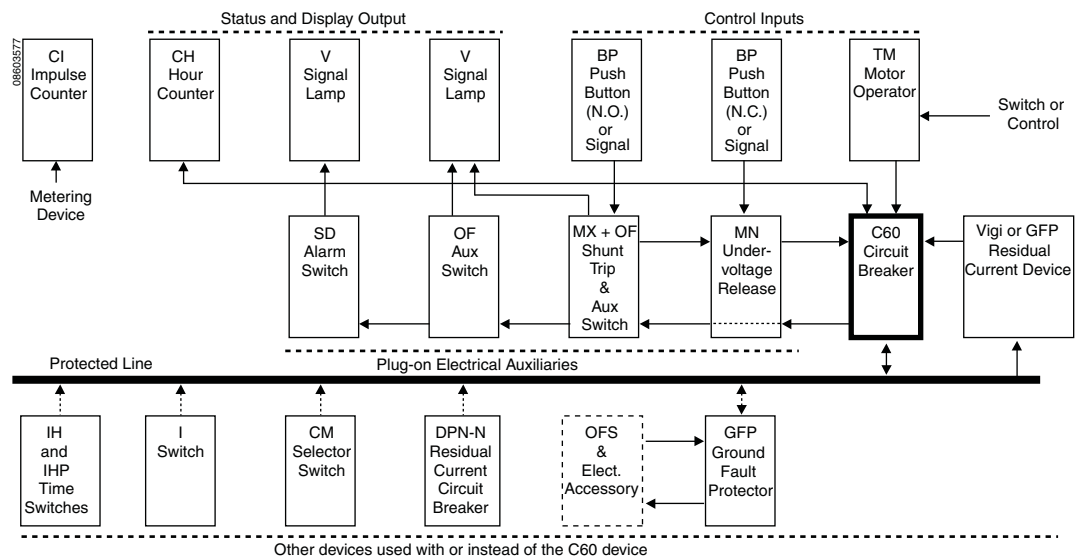 Status and Display Output
Control Inputs
08603577
CI
Impulse
Counter
CH
Hour
Counter
V
Signal
Lamp
V
Signal
Lamp
BP
Push
Button
(N.O.)
or
Signal
BP
Push
Button
(N.C.)
or
Signal
TM
Motor
Operator
Switch or
Control
Metering
Device
SD
Alarm
Switch
OF
Aux
Switch
MX + OF
Shunt
Trip
&
Aux
Switch
MN
Under-
voltage
Release
C60
Circuit
Breaker
Vigi or GFP
Residual
Current Device
Protected Line
Plug-on Electrical Auxiliaries
IH
and
IHP
Time
Switches
I
Switch
CM
Selector
Switch
DPN-N
Residual
Current
Circuit
Breaker
OFS
&
Elect.
Accessory
GFP
Ground
Fault
Protector
Other devices used with or instead of the C60 device